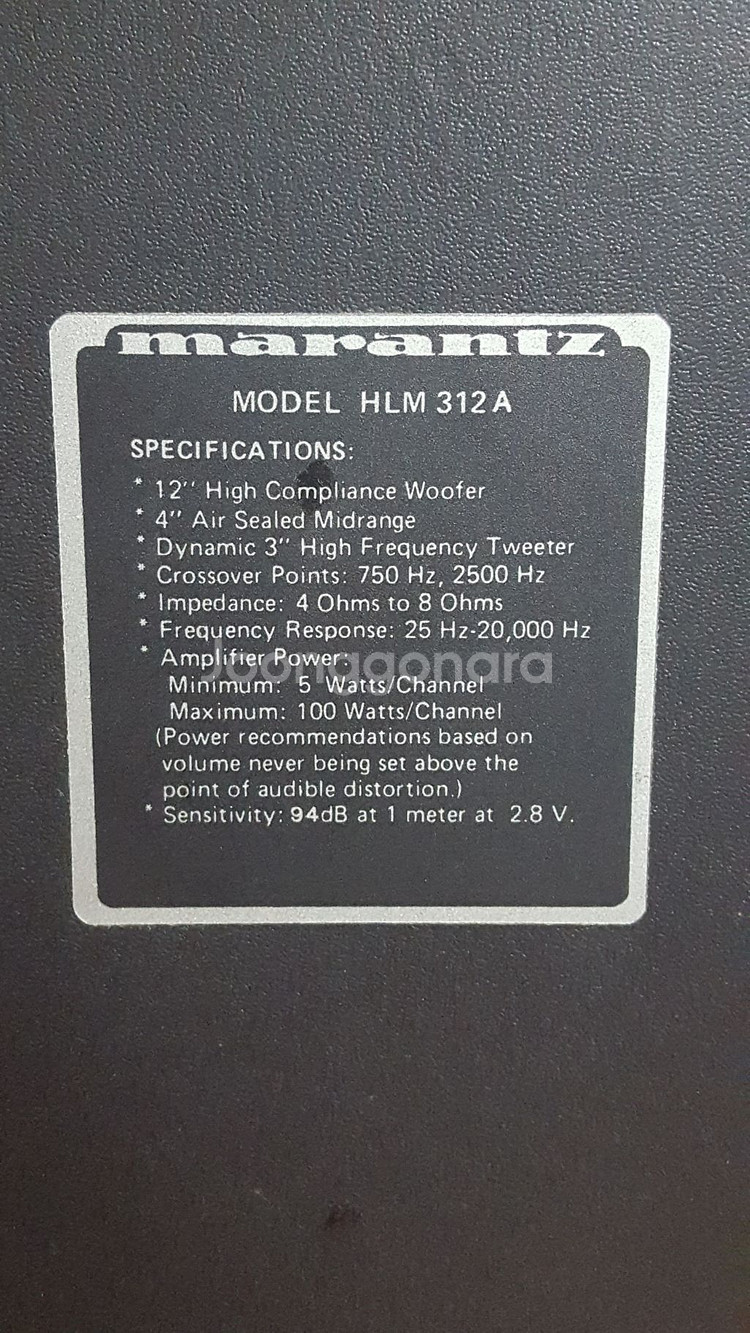 marantz
MODEL HLM 312 A
SPECIFICATIONS:
* 12" High Compliance Woofer
* 4" Air Sealed Midrange
* Dynamic 3" High Frequency Tweeter
* Crossover Points: 750 Hz, 2500 Hz
* Impedance: 4 Ohms to 8 Ohms
* Frequency Response: 25 Hz-20,000 Hz
* Amplifier Power:
Joonggonara
Minimum: 5 Watts/Channel
Maximum: 100 Watts/Channel
(Power recommendations based on
volume never being set above the
point of audible distortion.)
* Sensitivity: 94dB at 1 meter at 2.8 V.